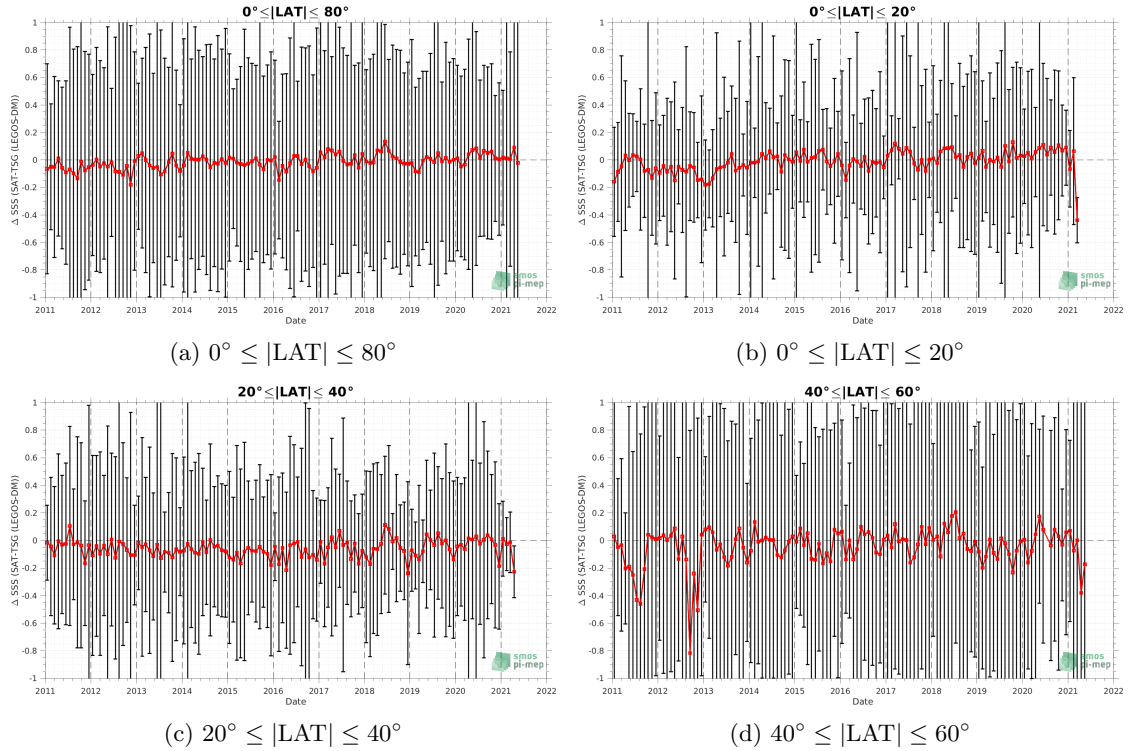 0°≤|LAT|≤ 80°
Δ SSS (SAT-TSG (LEGOS-DM))
1
0.8
0.6
0.4
0.2
0
-0.2
-0.4
-0.6
-0.8
-1
2011 2012 2013 2014 2015 2016 2017 2018 2019 2020 2021 2022
Date
smos
pi-mep
(a) 0° ≤ |LAT| ≤ 80°
0°≤|LAT|≤ 20°
Δ SSS (SAT-TSG (LEGOS-DM))
1
0.8
0.6
0.4
0.2
0
-0.2
-0.4
-0.6
-0.8
-1
2011 2012 2013 2014 2015 2016 2017 2018 2019 2020 2021 2022
Date
smos
pi-mep
(b) 0° ≤ |LAT| ≤ 20°
20°≤|LAT|≤ 40°
Δ SSS (SAT-TSG (LEGOS-DM))
1
0.8
0.6
0.4
0.2
0
-0.2
-0.4
-0.6
-0.8
-1
2011 2012 2013 2014 2015 2016 2017 2018 2019 2020 2021 2022
Date
smos
pi-mep
(c) 20° ≤ |LAT| ≤ 40°
40°≤|LAT|≤ 60°
Δ SSS (SAT-TSG (LEGOS-DM))
1
0.8
0.6
0.4
0.2
0
-0.2
-0.4
-0.6
-0.8
-1
2011 2012 2013 2014 2015 2016 2017 2018 2019 2020 2021 2022
Date
smos
pi-mep
(d) 40° ≤ |LAT| ≤ 60°